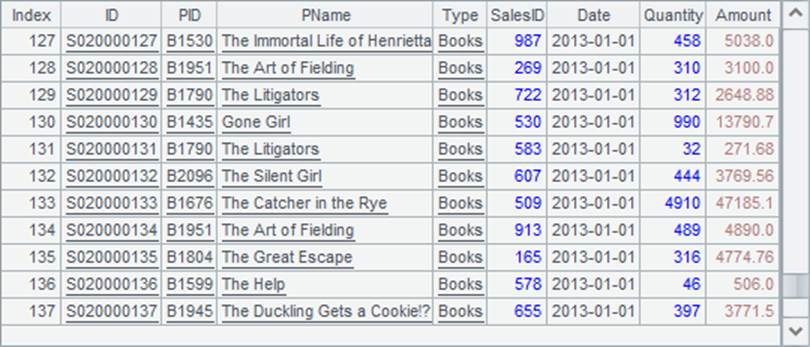 Index ID PID PName Type SalesID Date Quantity Amount
127 S020000127 B1530 The Immortal Life of Henrietta Books 987 2013-01-01 458 5038.0
128 S020000128 B1951 The Art of Fielding Books 269 2013-01-01 310 3100.0
129 S020000129 B1790 The Litigators Books 722 2013-01-01 312 2648.88
130 S020000130 B1435 Gone Girl Books 530 2013-01-01 990 13790.7
131 S020000131 B1790 The Litigators Books 583 2013-01-01 32 271.68
132 S020000132 B2096 The Silent Girl Books 607 2013-01-01 444 3769.56
133 S020000133 B1676 The Catcher in the Rye Books 509 2013-01-01 4910 47185.1
134 S020000134 B1951 The Art of Fielding Books 913 2013-01-01 489 4890.0
135 S020000135 B1804 The Great Escape Books 165 2013-01-01 316 4774.76
136 S020000136 B1599 The Help Books 578 2013-01-01 46 506.0
137 S020000137 B1945 The Duckling Gets a Cookie!? Books 655 2013-01-01 397 3771.5